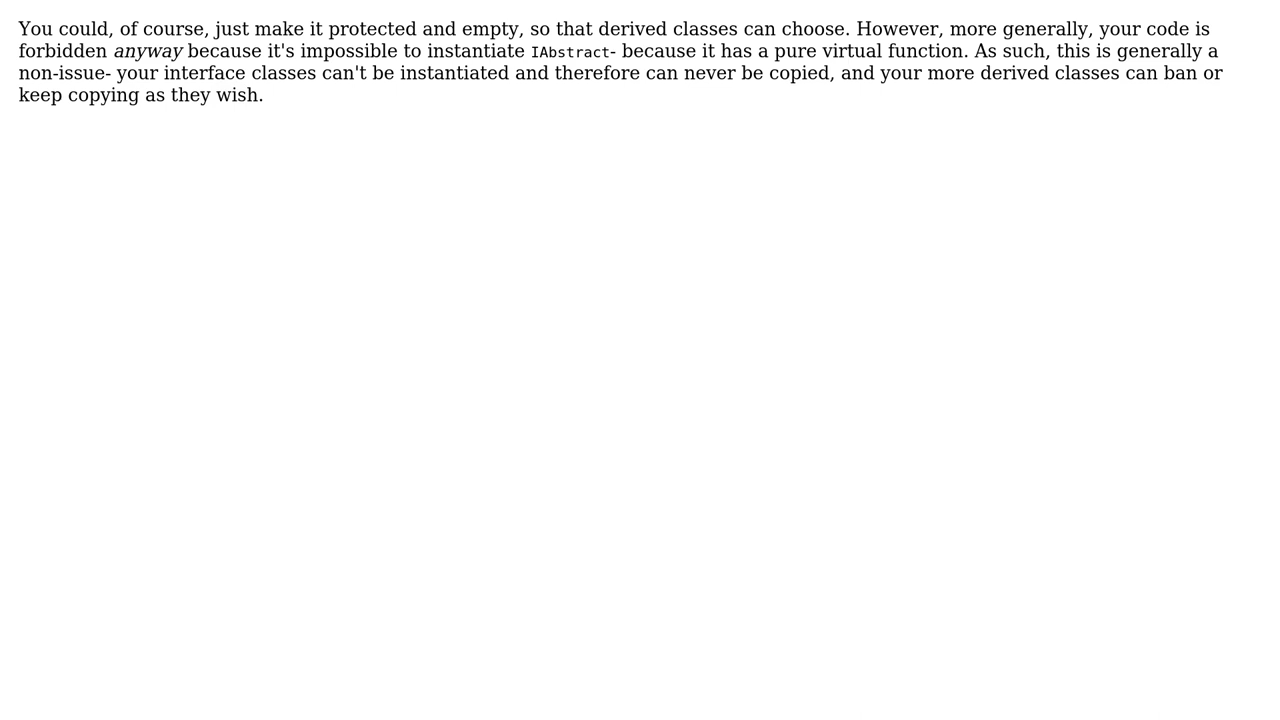 You could, of course, just make it protected and empty, so that derived classes can choose. However, more generally, your code is
forbidden anyway because it's impossible to instantiate IAbstract- because it has a pure virtual function. As such, this is generally a
non-issue- your interface classes can't be instantiated and therefore can never be copied, and your more derived classes can ban or
keep copying as they wish.